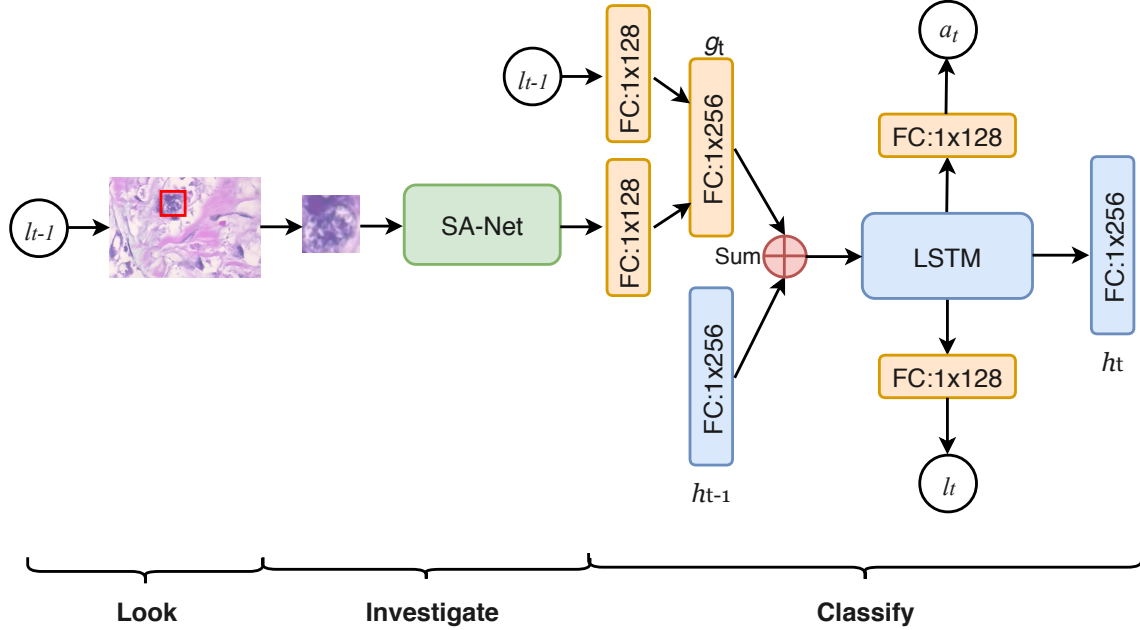 lt-1
SA-Net
lt-1
FC:1x128
FC:1x128
gt
FC:1x256
Sum
FC:1x256
ht-1
at
FC:1x128
LSTM
FC:1x128
lt
FC:1x256
ht
Look
Investigate
Classify